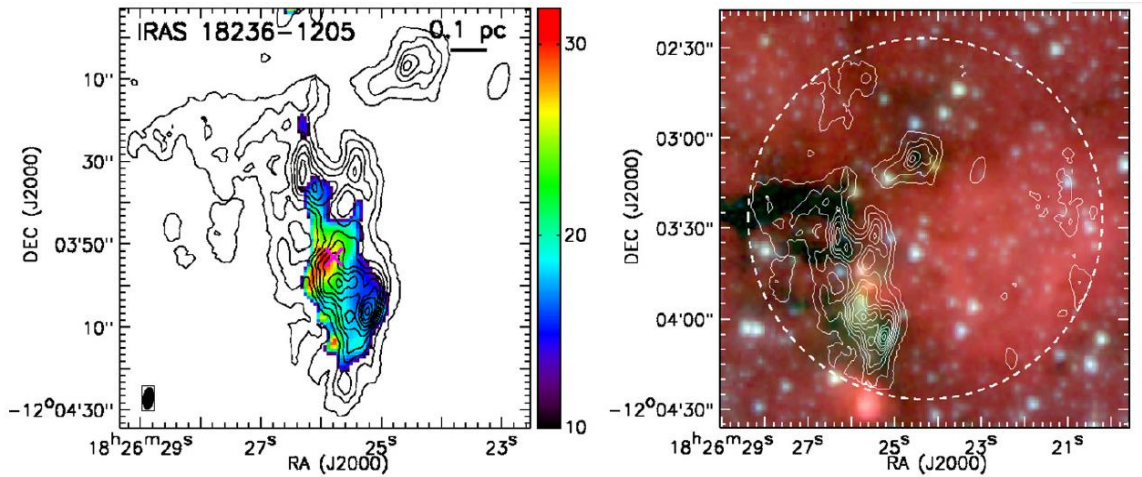 IRAS 18236-1205
0.1 pc
30
10"
30"
20
03'50"
10"
-12°04'30"
10
18ʰ26ᵐ29ˢ
27ˢ
25ˢ
23ˢ
RA (J2000)
DEC (J2000)
02'30"
03'00"
03'30"
04'00"
-12°04'30"
18ʰ26ᵐ29ˢ
27ˢ
25ˢ
23ˢ
21ˢ
RA (J2000)
DEC (J2000)